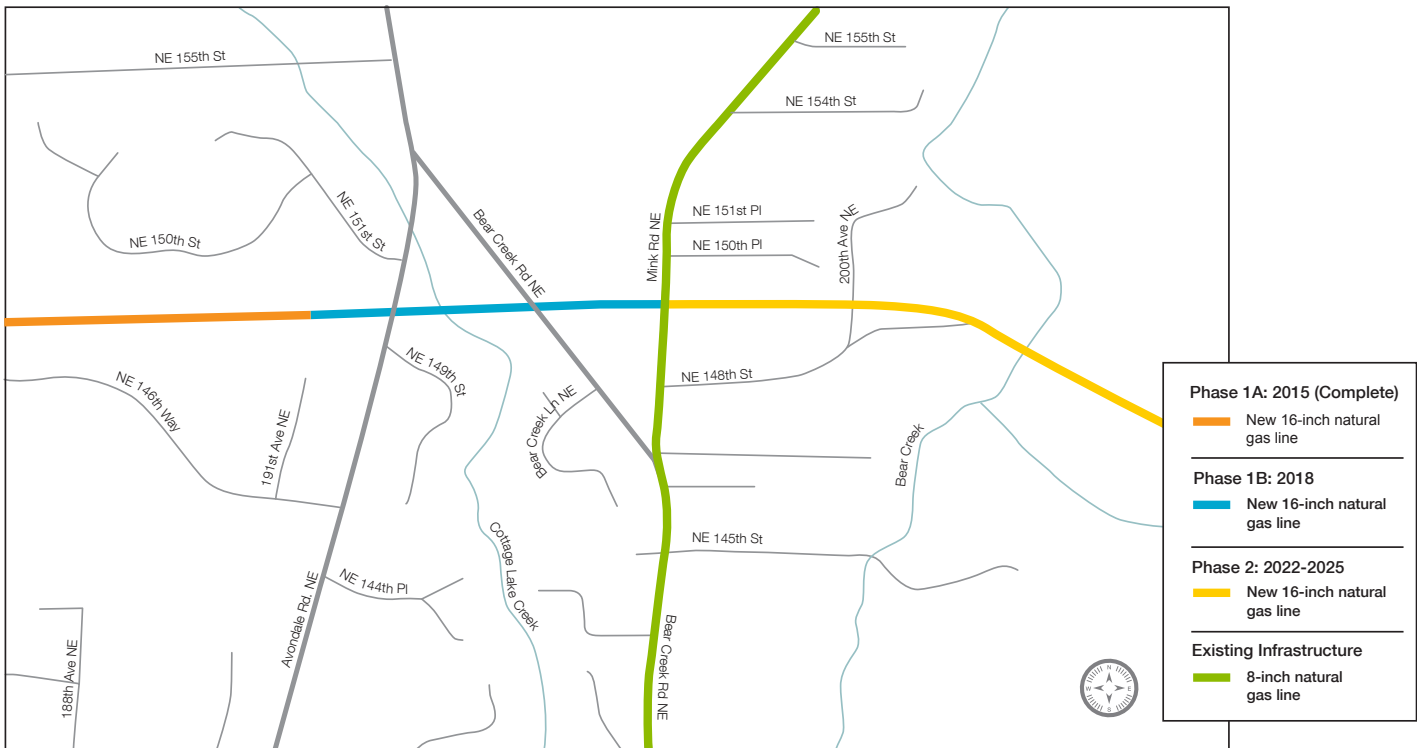 NE 155th St
NE 155th St
NE 154th St
NE 151st St
NE 150th St
Bear Creek Rd NE
Mink Rd NE
NE 151st Pl
NE 150th Pl
200th Ave NE
NE 149th St
NE 148th St
NE 146th Way
191st Ave NE
Bear Creek Ln NE
Bear Creek
Cottage Lake Creek
NE 145th St
NE 144th Pl
Avondale Rd. NE
188th Ave NE
Bear Creek Rd NE
N
W
E
S
Phase 1A: 2015 (Complete)
New 16-inch natural
gas line
Phase 1B: 2018
New 16-inch natural
gas line
Phase 2: 2022-2025
New 16-inch natural
gas line
Existing Infrastructure
8-inch natural
gas line